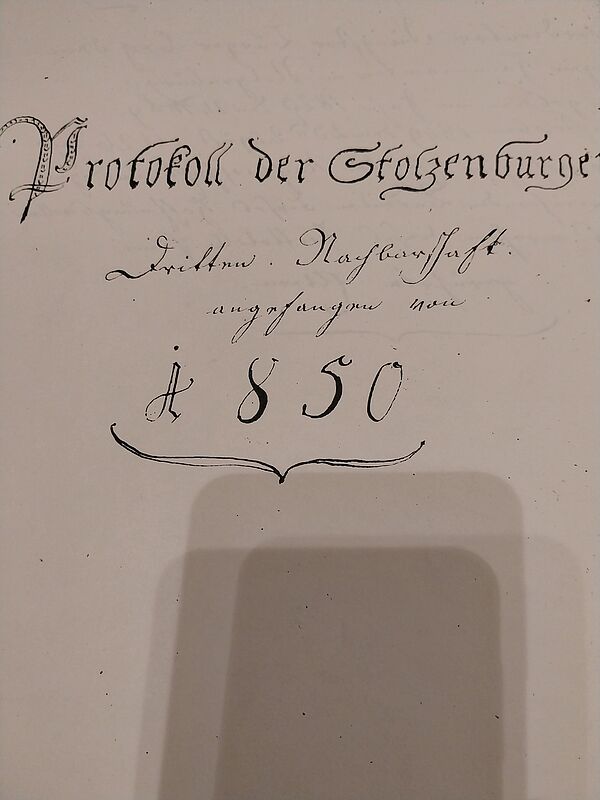 Protokoll der Stolzenburger
Dritten. Nachbarschaft.
angefangen von
1850